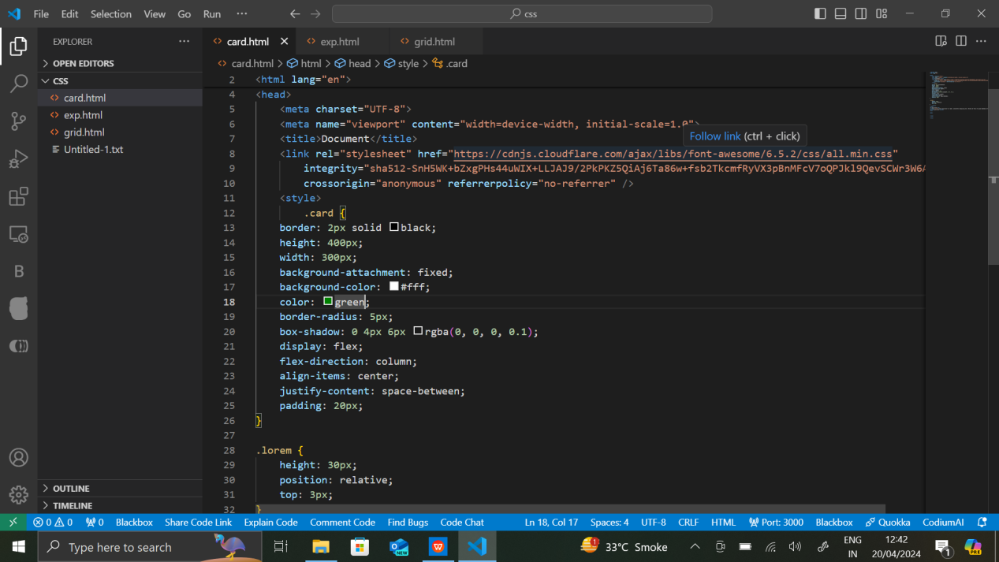 File Edit Selection View Go Run ··· css
EXPLORER ···
OPEN EDITORS
CSS
card.html
exp.html
grid.html
Untitled-1.txt
OUTLINE
TIMELINE
card.html exp.html grid.html
card.html > html > head > style > .card
2 <html lang="en">
4 <head>
5 <meta charset="UTF-8">
6 <meta name="viewport" content="width=device-width, initial-scale=1.0">
Follow link (ctrl + click)
7 <title>Document</title>
8 <link rel="stylesheet" href="https://cdnjs.cloudflare.com/ajax/libs/font-awesome/6.5.2/css/all.min.css"
9 integrity="sha512-SnH5WK+bZxgPHs44uWIX+LLJAJ9/2PkPKZ5QiAj6Ta86w+fsb2TkcmfRyVX3pBnMFcV7oQPJkl9QevSCWr3W6A
10 crossorigin="anonymous" referrerpolicy="no-referrer" />
11 <style>
12 .card {
13 border: 2px solid black;
14 height: 400px;
15 width: 300px;
16 background-attachment: fixed;
17 background-color: #fff;
18 color: green;
19 border-radius: 5px;
20 box-shadow: 0 4px 6px rgba(0, 0, 0, 0.1);
21 display: flex;
22 flex-direction: column;
23 align-items: center;
24 justify-content: space-between;
25 padding: 20px;
26 }
27
28 .lorem {
29 height: 30px;
30 position: relative;
31 top: 3px;
32 }
0 0 0 Blackbox Share Code Link Explain Code Comment Code Find Bugs Code Chat Ln 18, Col 17 Spaces: 4 UTF-8 CRLF HTML Port: 3000 Blackbox Quokka CodiumAI
Type here to search
NEW
W
1
33°C Smoke
ENG
IN
12:42
20/04/2024
1
PRE